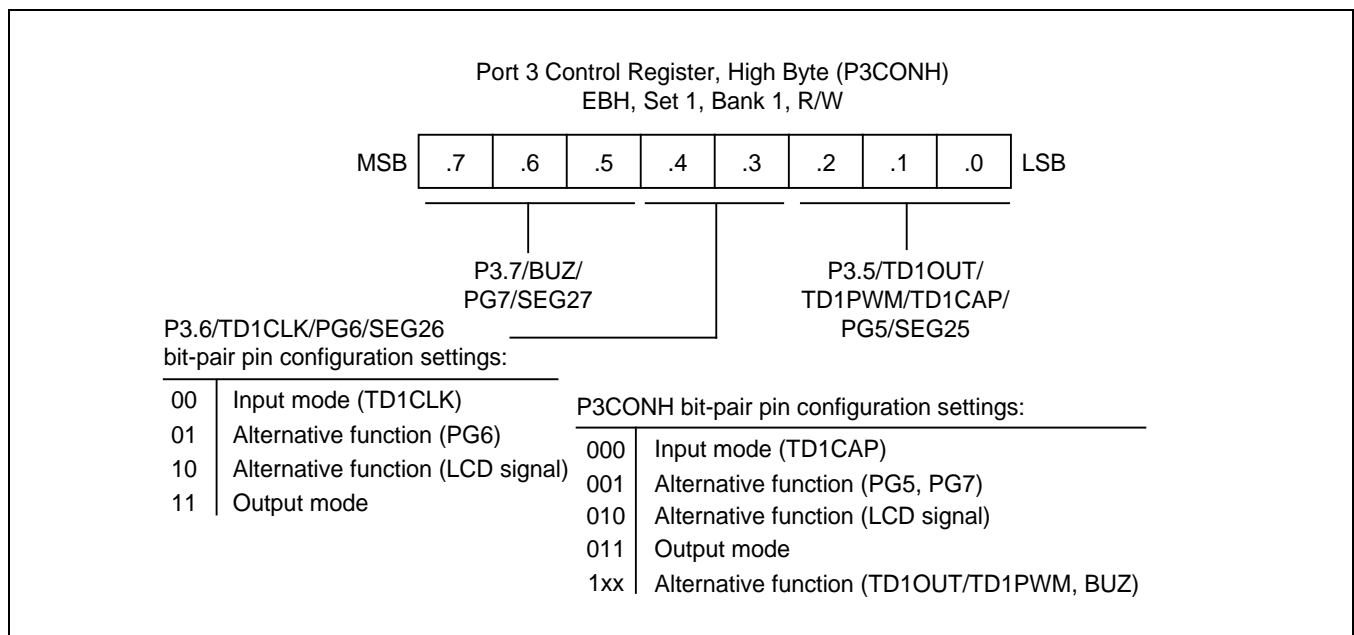 Port 3 Control Register, High Byte (P3CONH)
EBH, Set 1, Bank 1, R/W
MSB .7 .6 .5 .4 .3 .2 .1 .0 LSB
P3.7/BUZ/
PG7/SEG27
P3.5/TD1OUT/
TD1PWM/TD1CAP/
PG5/SEG25
P3.6/TD1CLK/PG6/SEG26
bit-pair pin configuration settings:
00 Input mode (TD1CLK)
01 Alternative function (PG6)
10 Alternative function (LCD signal)
11 Output mode
P3CONH bit-pair pin configuration settings:
000 Input mode (TD1CAP)
001 Alternative function (PG5, PG7)
010 Alternative function (LCD signal)
011 Output mode
1xx Alternative function (TD1OUT/TD1PWM, BUZ)